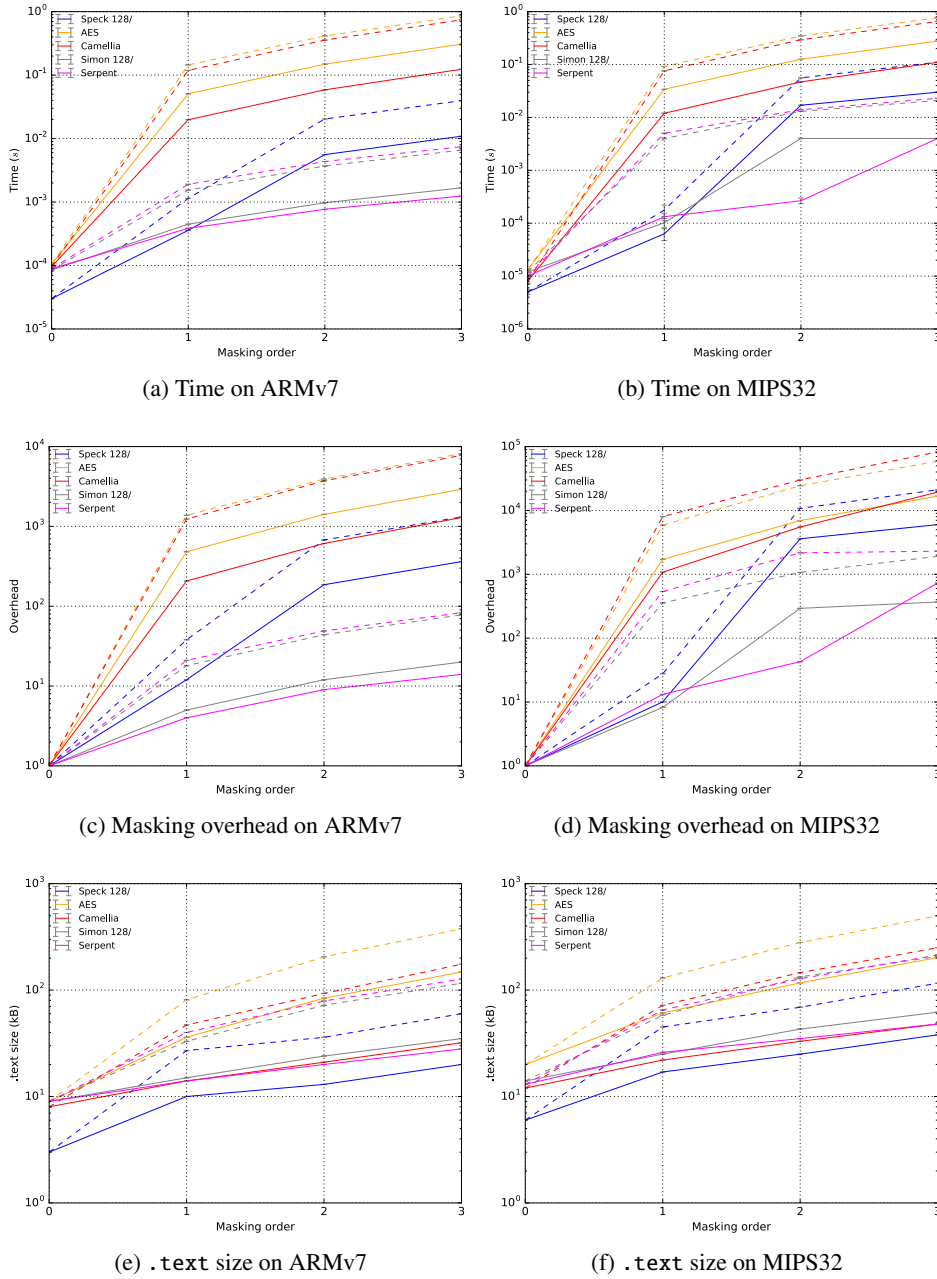 10^0
10^-1
10^-2
10^-3
10^-4
10^-5
Time (s)
0 1 2 3
Masking order
Speck 128/
AES
Camellia
Simon 128/
Serpent
(a) Time on ARMv7
10^0
10^-1
10^-2
10^-3
10^-4
10^-5
10^-6
Time (s)
0 1 2 3
Masking order
Speck 128/
AES
Camellia
Simon 128/
Serpent
(b) Time on MIPS32
10^4
10^3
10^2
10^1
10^0
Overhead
0 1 2 3
Masking order
Speck 128/
AES
Camellia
Simon 128/
Serpent
(c) Masking overhead on ARMv7
10^5
10^4
10^3
10^2
10^1
10^0
Overhead
0 1 2 3
Masking order
Speck 128/
AES
Camellia
Simon 128/
Serpent
(d) Masking overhead on MIPS32
10^3
10^2
10^1
10^0
.text size (kB)
0 1 2 3
Masking order
Speck 128/
AES
Camellia
Simon 128/
Serpent
(e) .text size on ARMv7
10^3
10^2
10^1
10^0
.text size (kB)
0 1 2 3
Masking order
Speck 128/
AES
Camellia
Simon 128/
Serpent
(f) .text size on MIPS32